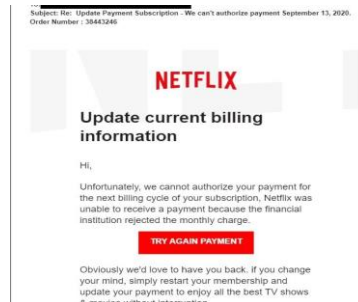 Subject: Re: Update Payment Subscription - We can't authorize payment September 13, 2020.
Order Number : 38443246
NETFLIX
Update current billing
information
Hi,
Unfortunately, we cannot authorize your payment for
the next billing cycle of your subscription, Netflix was
unable to receive a payment because the financial
institution rejected the monthly charge.
TRY AGAIN PAYMENT
Obviously we'd love to have you back. if you change
your mind, simply restart your membership and
update your payment to enjoy all the best TV shows
& movies without interruption